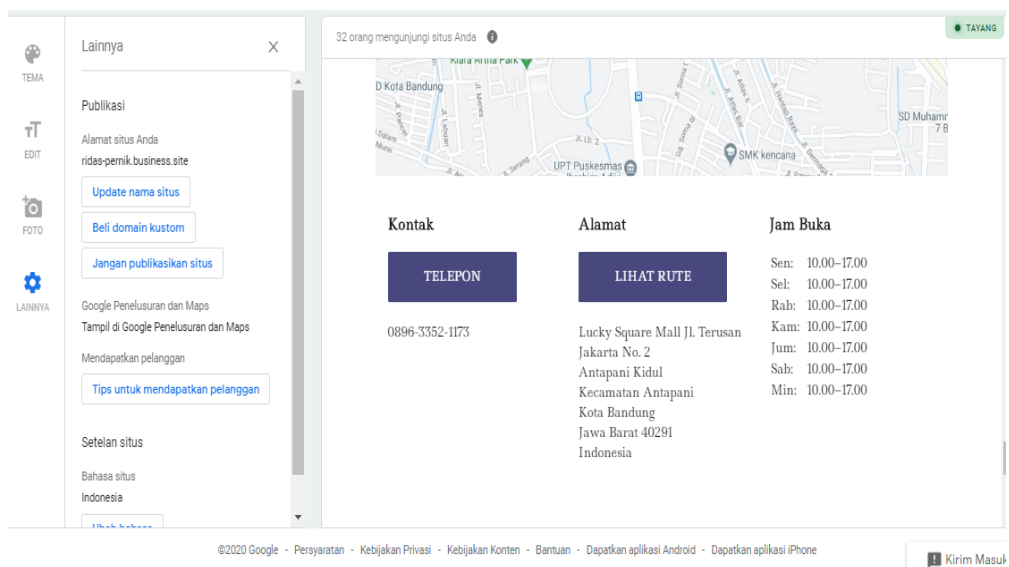 TEMA
EDIT
FOTO
LAINNYA
Lainnya
Publikasi
Alamat situs Anda
ridas-pernik.business.site
Update nama situs
Beli domain kustom
Jangan publikasikan situs
Google Penelusuran dan Maps
Tampil di Google Penelusuran dan Maps
Mendapatkan pelanggan
Tips untuk mendapatkan pelanggan
Setelan situs
Bahasa situs
Indonesia
32 orang mengunjungi situs Anda
TAYANG
Kiara Artha Park
D Kota Bandung
SD Muhamr
7 B
SMK kencana
UPT Puskesmas
Kontak
TELEPON
0896-3352-1173
Alamat
LIHAT RUTE
Lucky Square Mall Jl. Terusan
Jakarta No. 2
Antapani Kidul
Kecamatan Antapani
Kota Bandung
Jawa Barat 40291
Indonesia
Jam Buka
Sen: 10.00–17.00
Sel: 10.00–17.00
Rab: 10.00–17.00
Kam: 10.00–17.00
Jum: 10.00–17.00
Sab: 10.00–17.00
Min: 10.00–17.00
©2020 Google - Persyaratan - Kebijakan Privasi - Kebijakan Konten - Bantuan - Dapatkan aplikasi Android - Dapatkan aplikasi iPhone
Kirim Masuk